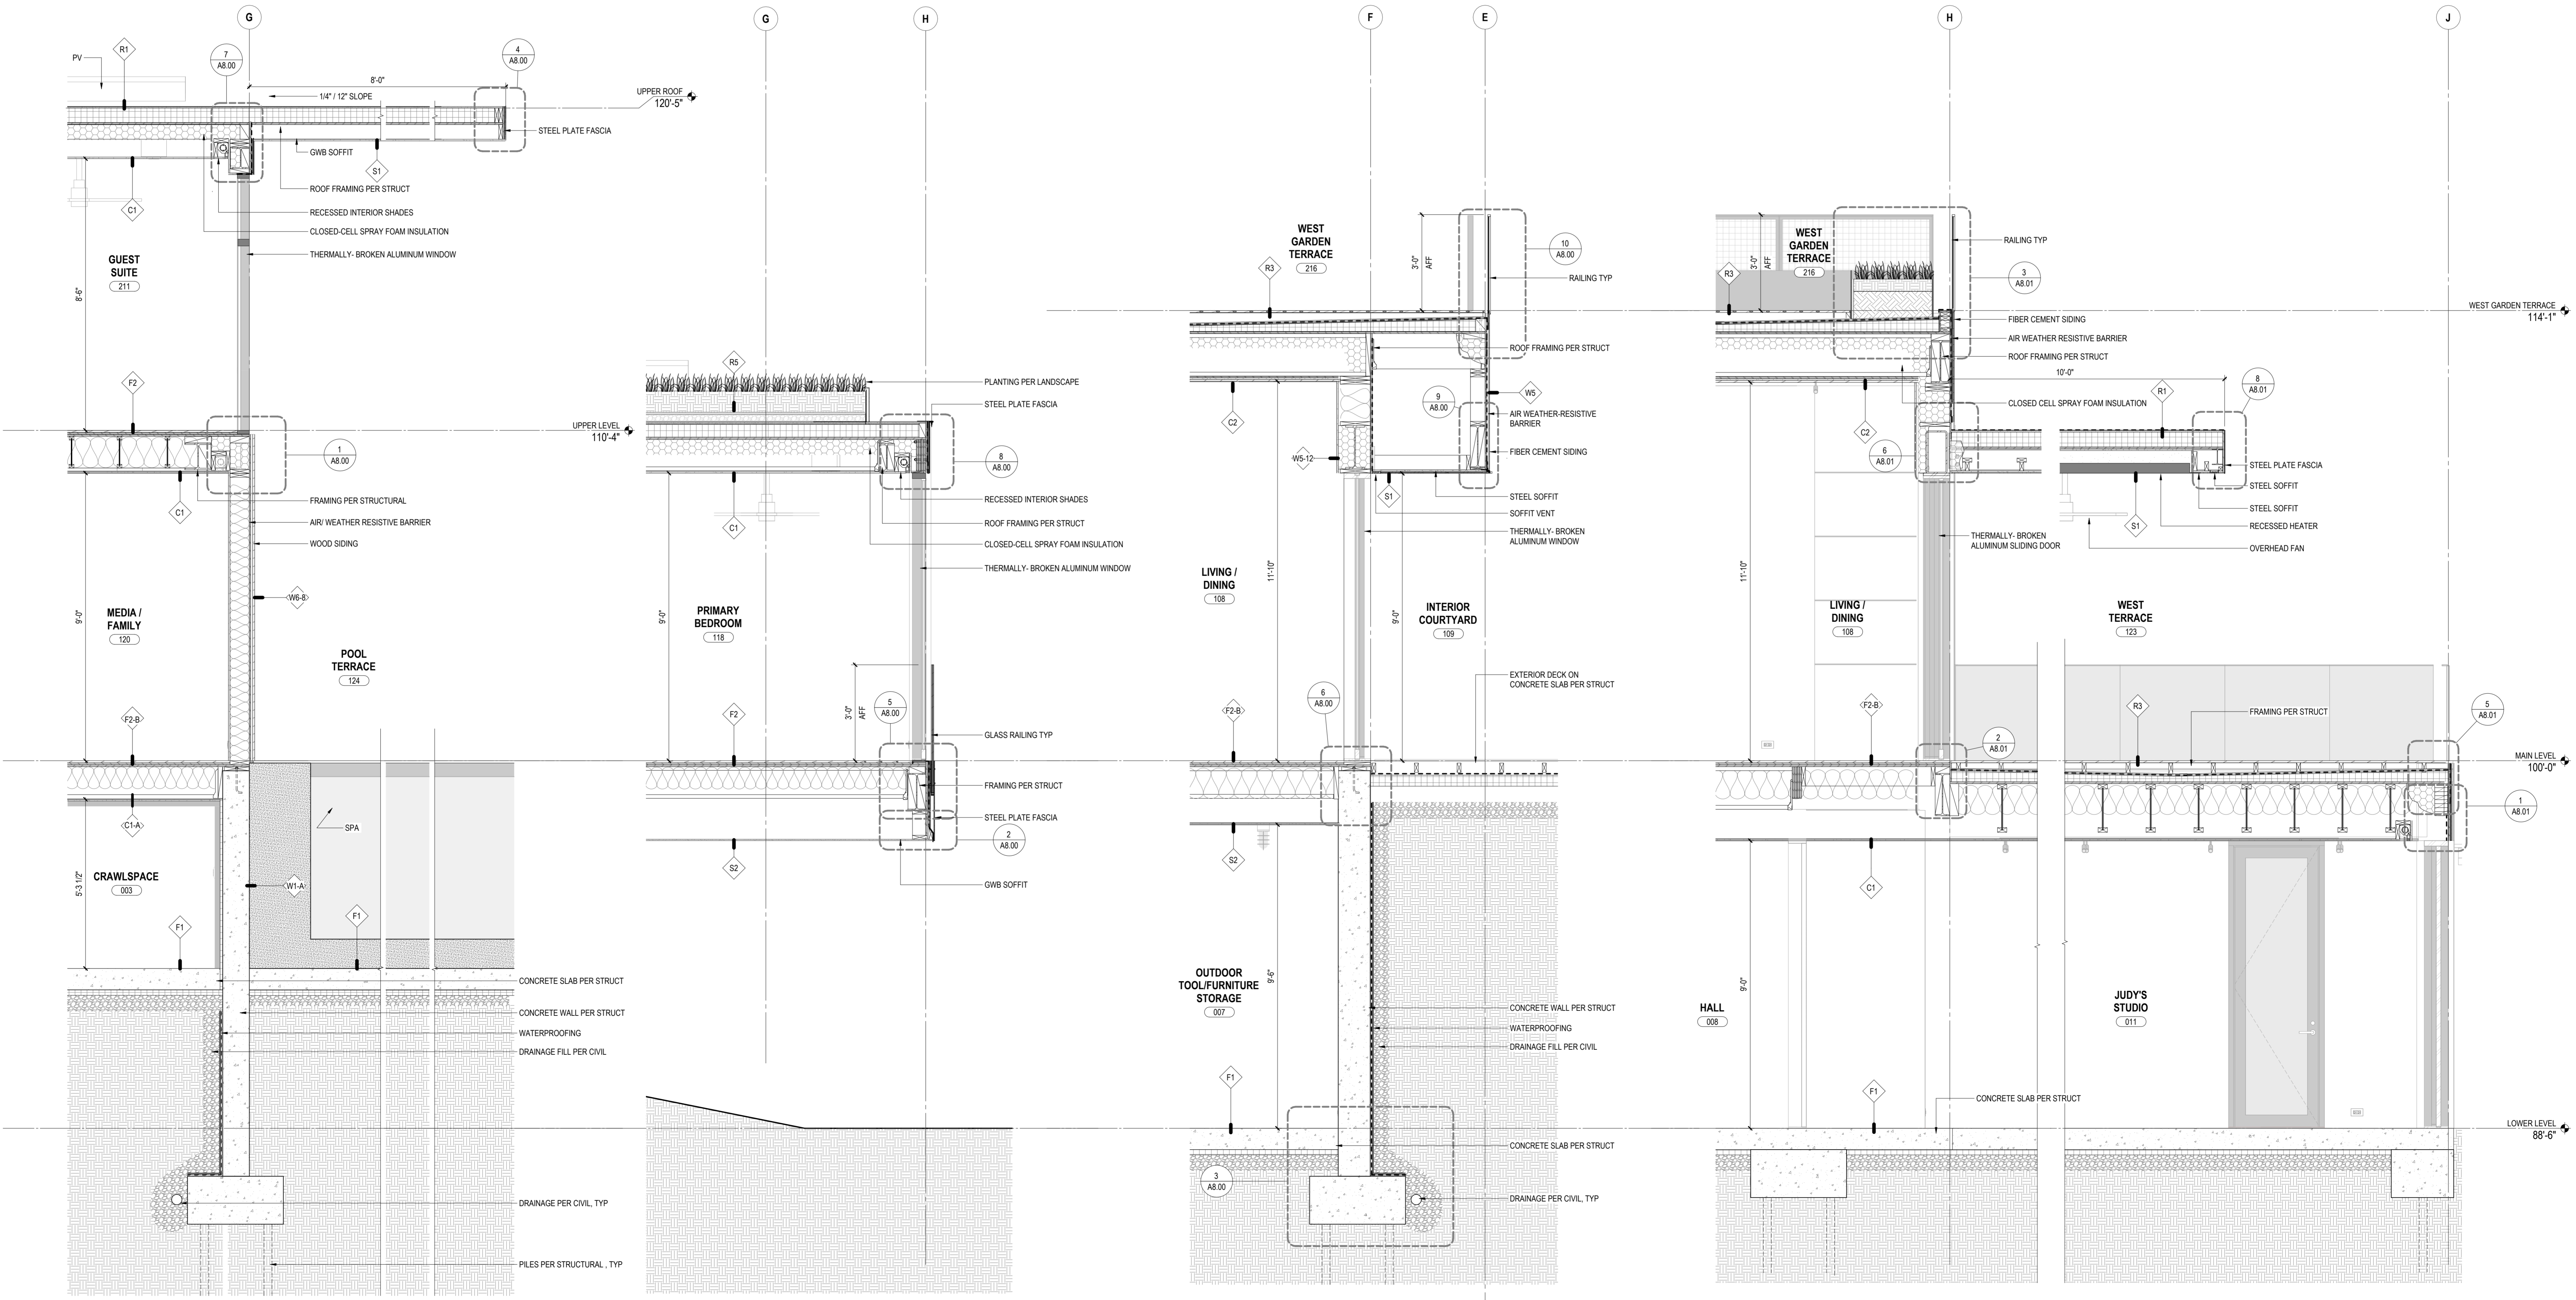 G
7
A8.00
4
A8.00
R1
PV
8'-0"
1/4" / 12" SLOPE
UPPER ROOF
120'-5"
STEEL PLATE FASCIA
GWB SOFFIT
S1
ROOF FRAMING PER STRUCT
C1
RECESSED INTERIOR SHADES
CLOSED-CELL SPRAY FOAM INSULATION
THERMALLY- BROKEN ALUMINUM WINDOW
GUEST
SUITE
211
8'-6"
F2
UPPER LEVEL
110'-4"
1
A8.00
C1
FRAMING PER STRUCTURAL
AIR/ WEATHER RESISTIVE BARRIER
WOOD SIDING
W6-8
9'-0"
MEDIA /
FAMILY
120
POOL
TERRACE
124
F2-B
C1-A
SPA
CRAWLSPACE
003
5'-3 1/2"
W1-A
F1
F1
CONCRETE SLAB PER STRUCT
CONCRETE WALL PER STRUCT
WATERPROOFING
DRAINAGE FILL PER CIVIL
DRAINAGE PER CIVIL, TYP
PILES PER STRUCTURAL , TYP
G
H
R5
PLANTING PER LANDSCAPE
STEEL PLATE FASCIA
8
A8.00
C1
RECESSED INTERIOR SHADES
ROOF FRAMING PER STRUCT
CLOSED-CELL SPRAY FOAM INSULATION
THERMALLY- BROKEN ALUMINUM WINDOW
9'-0"
PRIMARY
BEDROOM
118
3'-0"
AFF
5
A8.00
F2
GLASS RAILING TYP
FRAMING PER STRUCT
STEEL PLATE FASCIA
2
A8.00
S2
GWB SOFFIT
F
E
WEST
GARDEN
TERRACE
216
3'-0"
AFF
10
A8.00
R3
RAILING TYP
ROOF FRAMING PER STRUCT
C2
9
A8.00
W5
AIR WEATHER-RESISTIVE
BARRIER
FIBER CEMENT SIDING
W5-12
S1
STEEL SOFFIT
SOFFIT VENT
THERMALLY- BROKEN
ALUMINUM WINDOW
LIVING /
DINING
108
11'-10"
9'-0"
INTERIOR
COURTYARD
109
EXTERIOR DECK ON
CONCRETE SLAB PER STRUCT
6
A8.00
F2-B
S2
OUTDOOR
TOOL/FURNITURE
STORAGE
007
9'-6"
CONCRETE WALL PER STRUCT
WATERPROOFING
DRAINAGE FILL PER CIVIL
F1
CONCRETE SLAB PER STRUCT
3
A8.00
DRAINAGE PER CIVIL, TYP
H
J
WEST
GARDEN
TERRACE
216
3'-0"
AFF
R3
RAILING TYP
3
A8.01
WEST GARDEN TERRACE
114'-1"
FIBER CEMENT SIDING
AIR WEATHER RESISTIVE BARRIER
ROOF FRAMING PER STRUCT
10'-0"
8
A8.01
R1
CLOSED CELL SPRAY FOAM INSULATION
C2
6
A8.01
STEEL PLATE FASCIA
STEEL SOFFIT
STEEL SOFFIT
S1
RECESSED HEATER
OVERHEAD FAN
THERMALLY- BROKEN
ALUMINUM SLIDING DOOR
11'-10"
LIVING /
DINING
108
WEST
TERRACE
123
F2-B
R3
FRAMING PER STRUCT
5
A8.01
2
A8.01
MAIN LEVEL
100'-0"
1
A8.01
C1
9'-0"
HALL
008
JUDY'S
STUDIO
011
F1
CONCRETE SLAB PER STRUCT
LOWER LEVEL
88'-6"